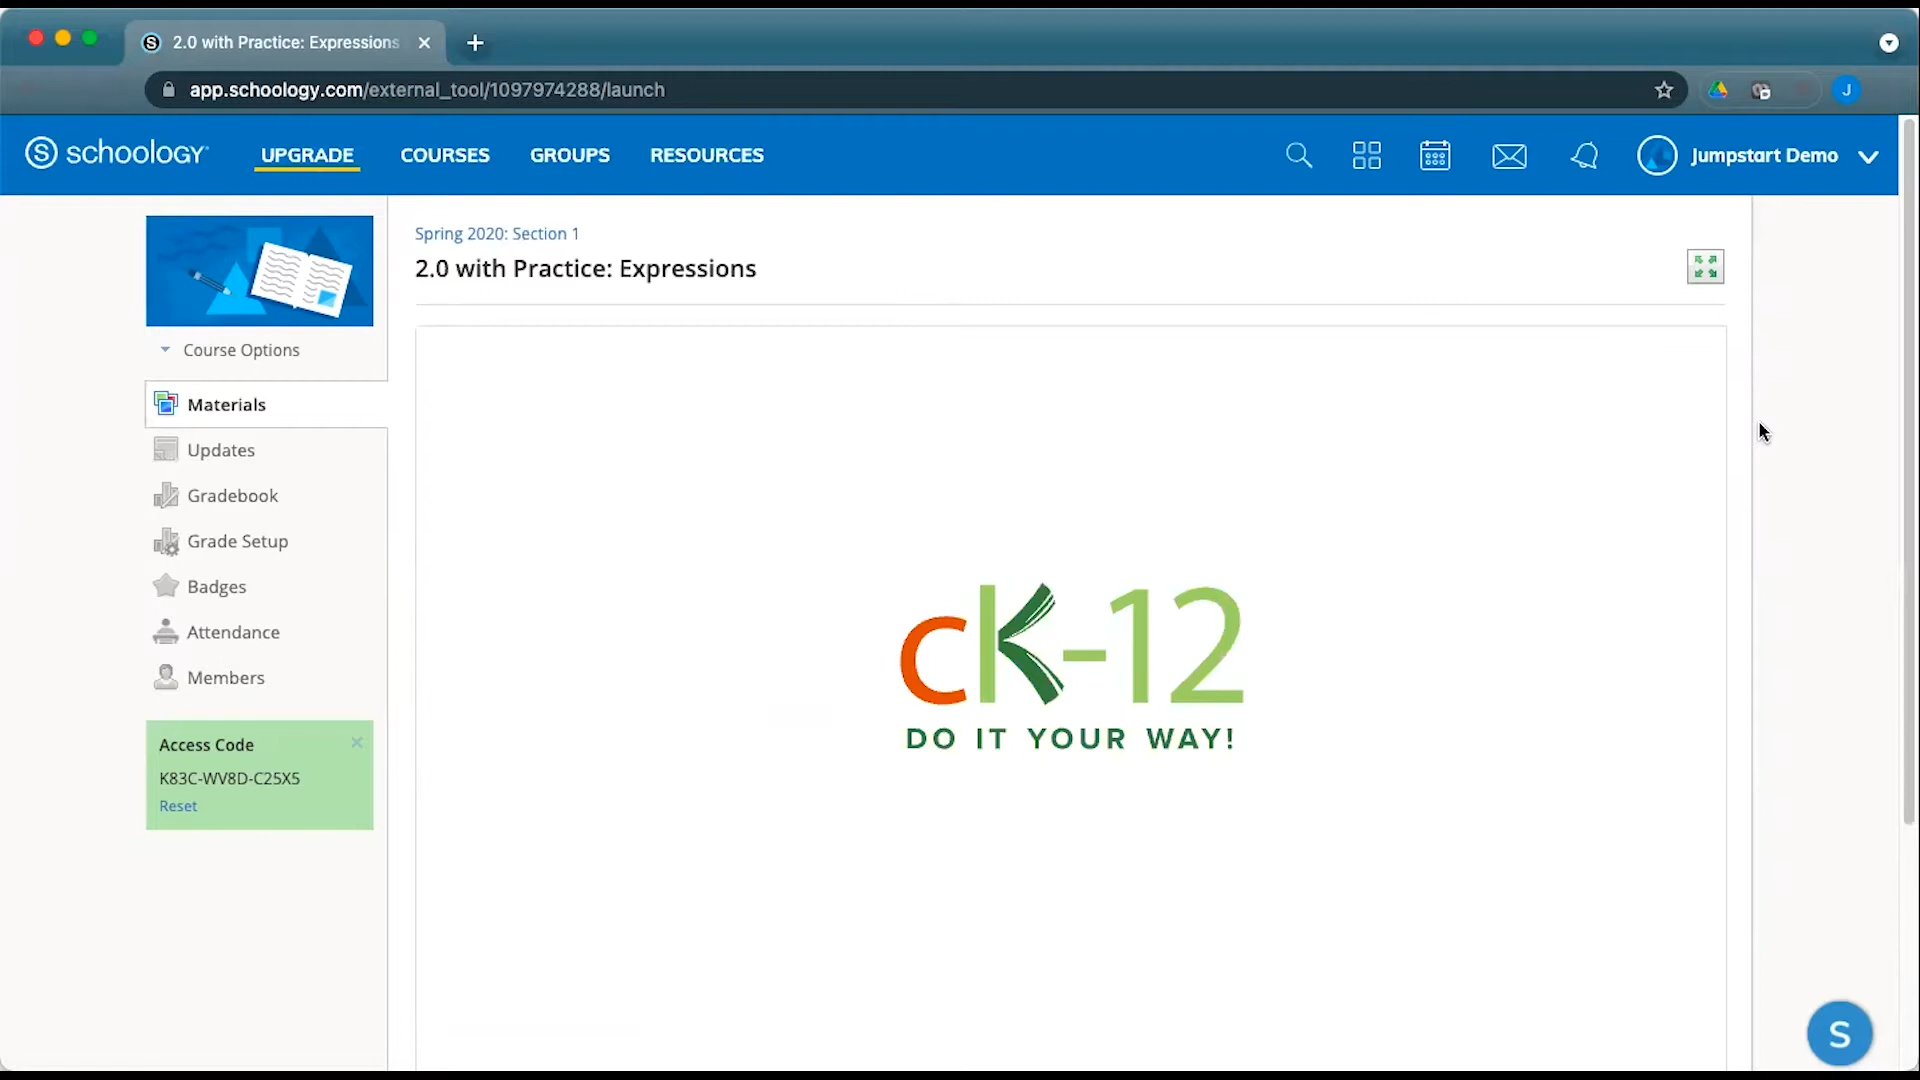 2.0 with Practice: Expressions
app.schoology.com/external_tool/1097974288/launch
J
S schoology
UPGRADE COURSES GROUPS RESOURCES
Jumpstart Demo
Spring 2020: Section 1
2.0 with Practice: Expressions
Course Options
Materials
Updates
Gradebook
Grade Setup
Badges
Attendance
Members
Access Code
K83C-WV8D-C25X5
Reset
cK-12
DO IT YOUR WAY!
S